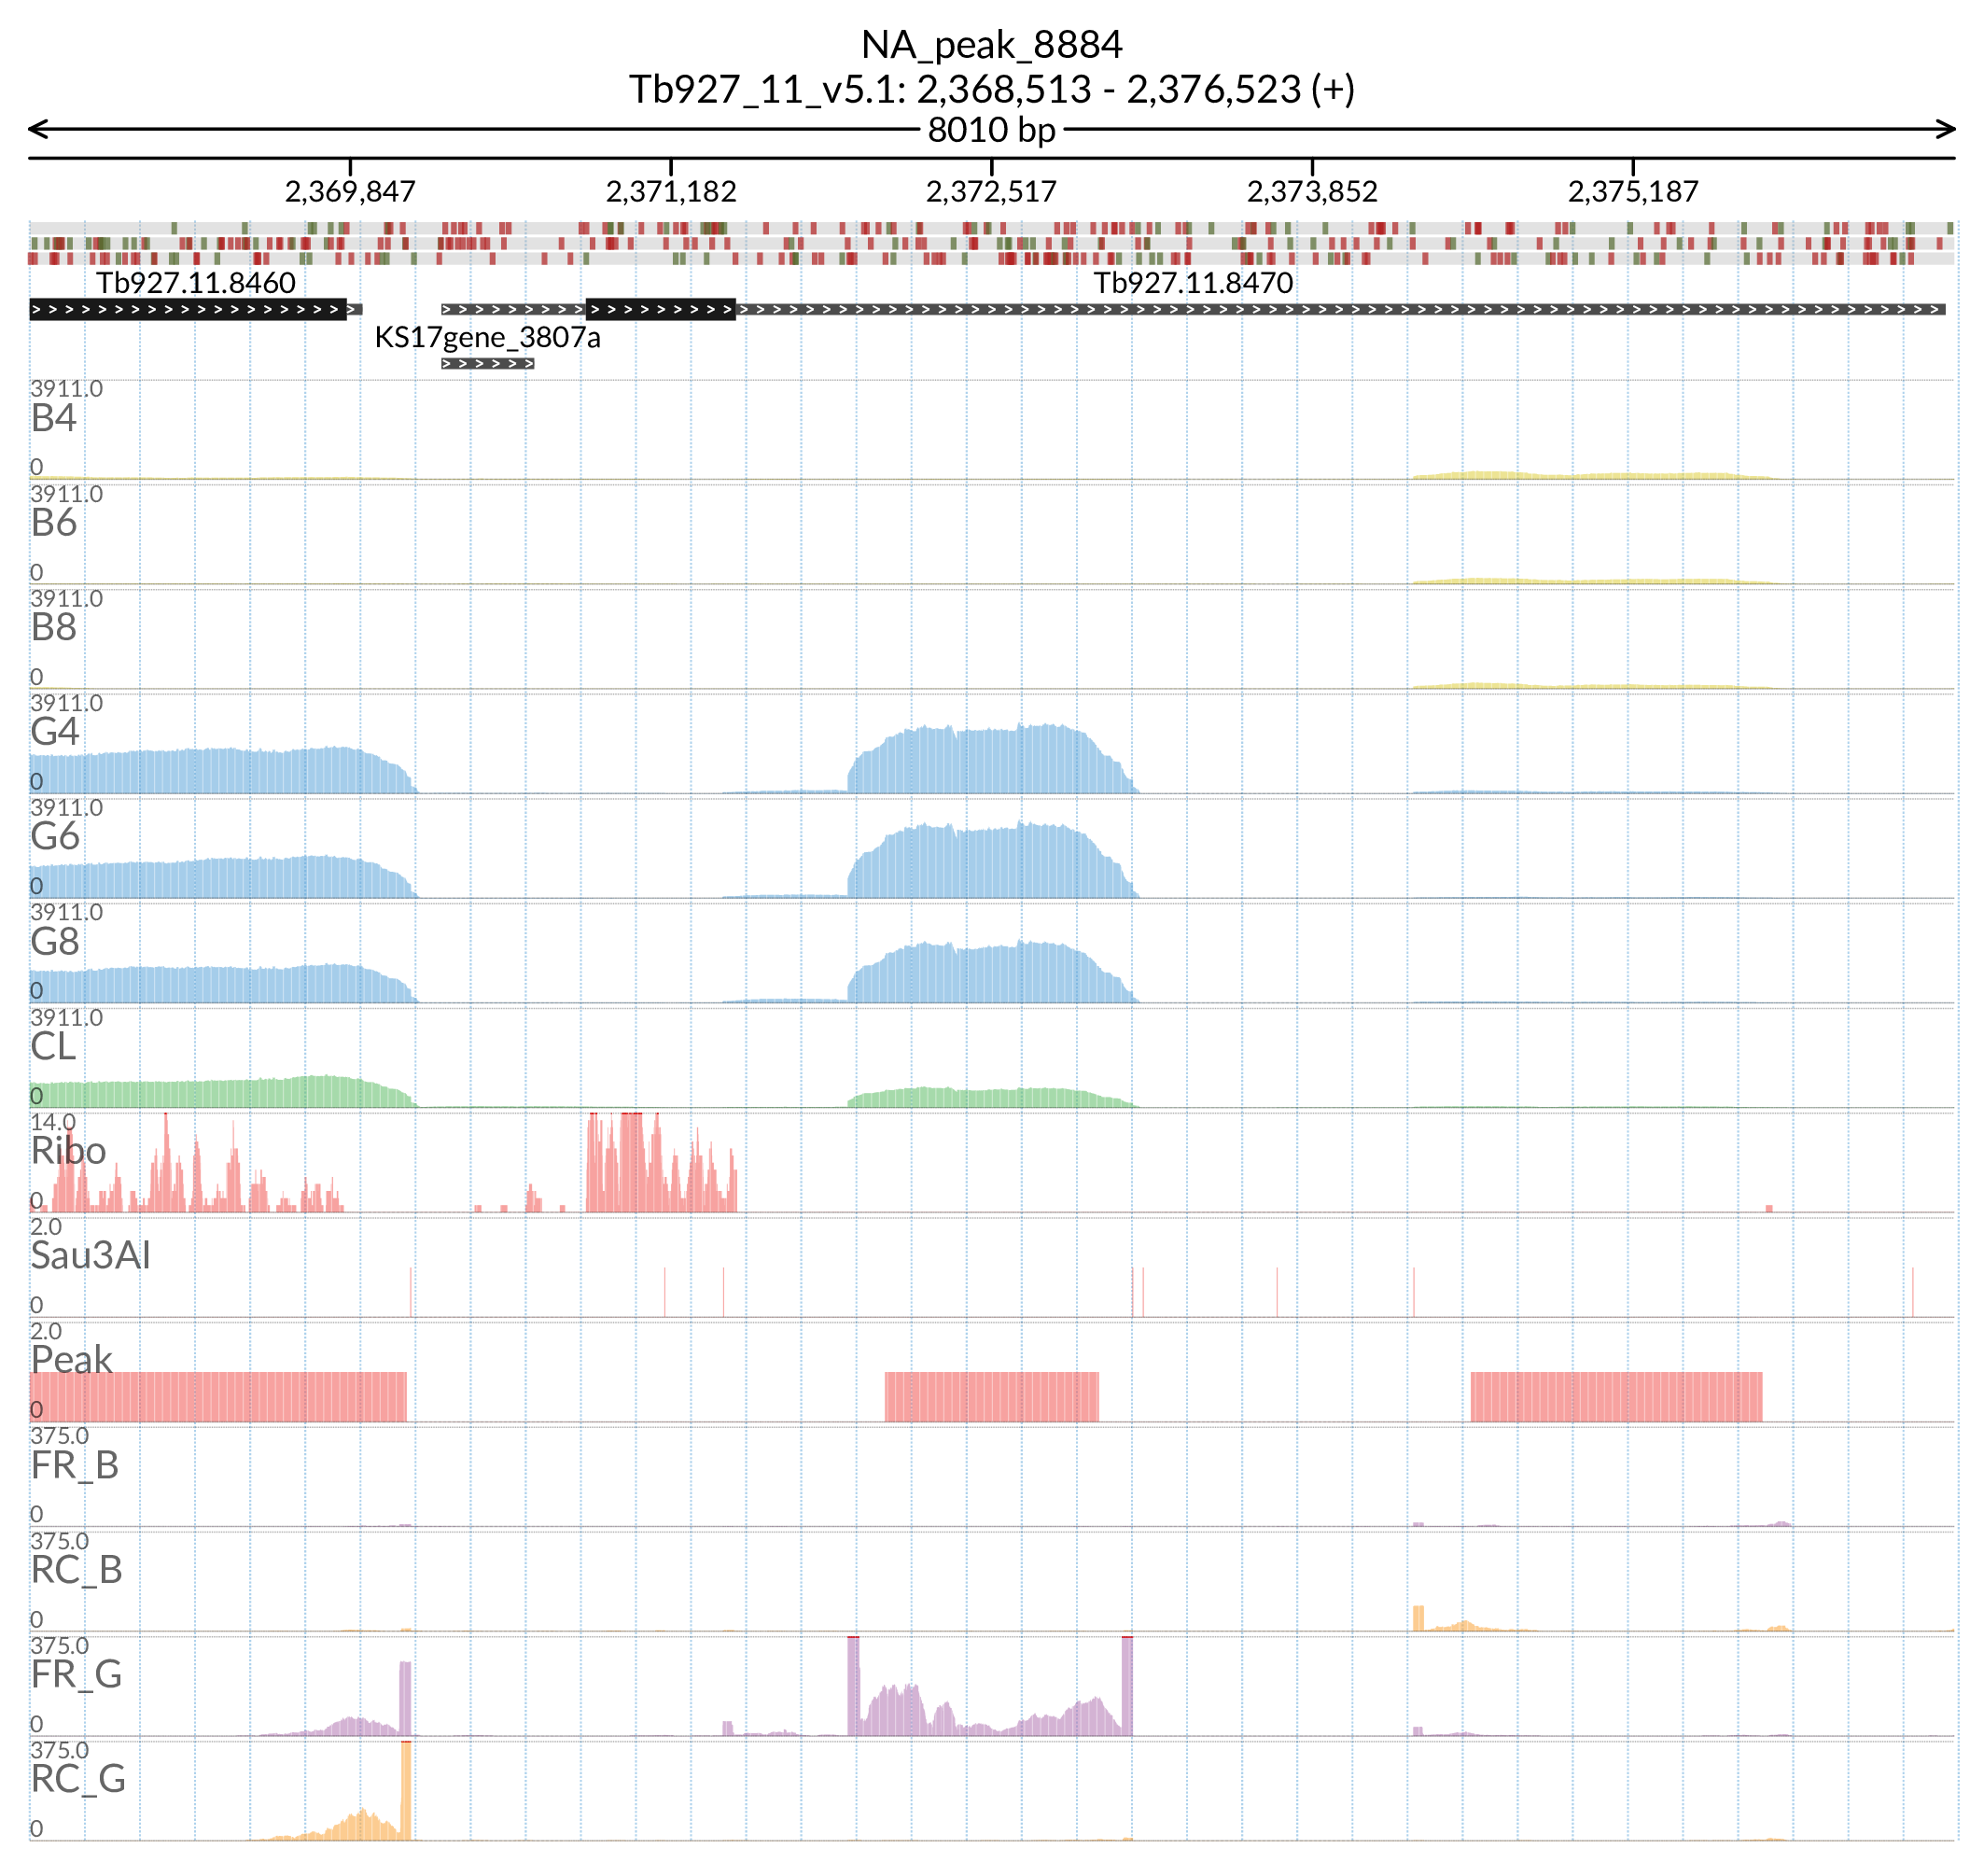 NA_peak_8884
Tb927_11_v5.1: 2,368,513 - 2,376,523 (+)
8010 bp
2,369,847 2,371,182 2,372,517 2,373,852 2,375,187
Tb927.11.8460 Tb927.11.8470
KS17gene_3807a
3911.0
B4
0
3911.0
B6
0
3911.0
B8
0
3911.0
G4
0
3911.0
G6
0
3911.0
G8
0
3911.0
CL
0
14.0
Ribo
0
2.0
Sau3AI
0
2.0
Peak
0
375.0
FR_B
0
375.0
RC_B
0
375.0
FR_G
0
375.0
RC_G
0